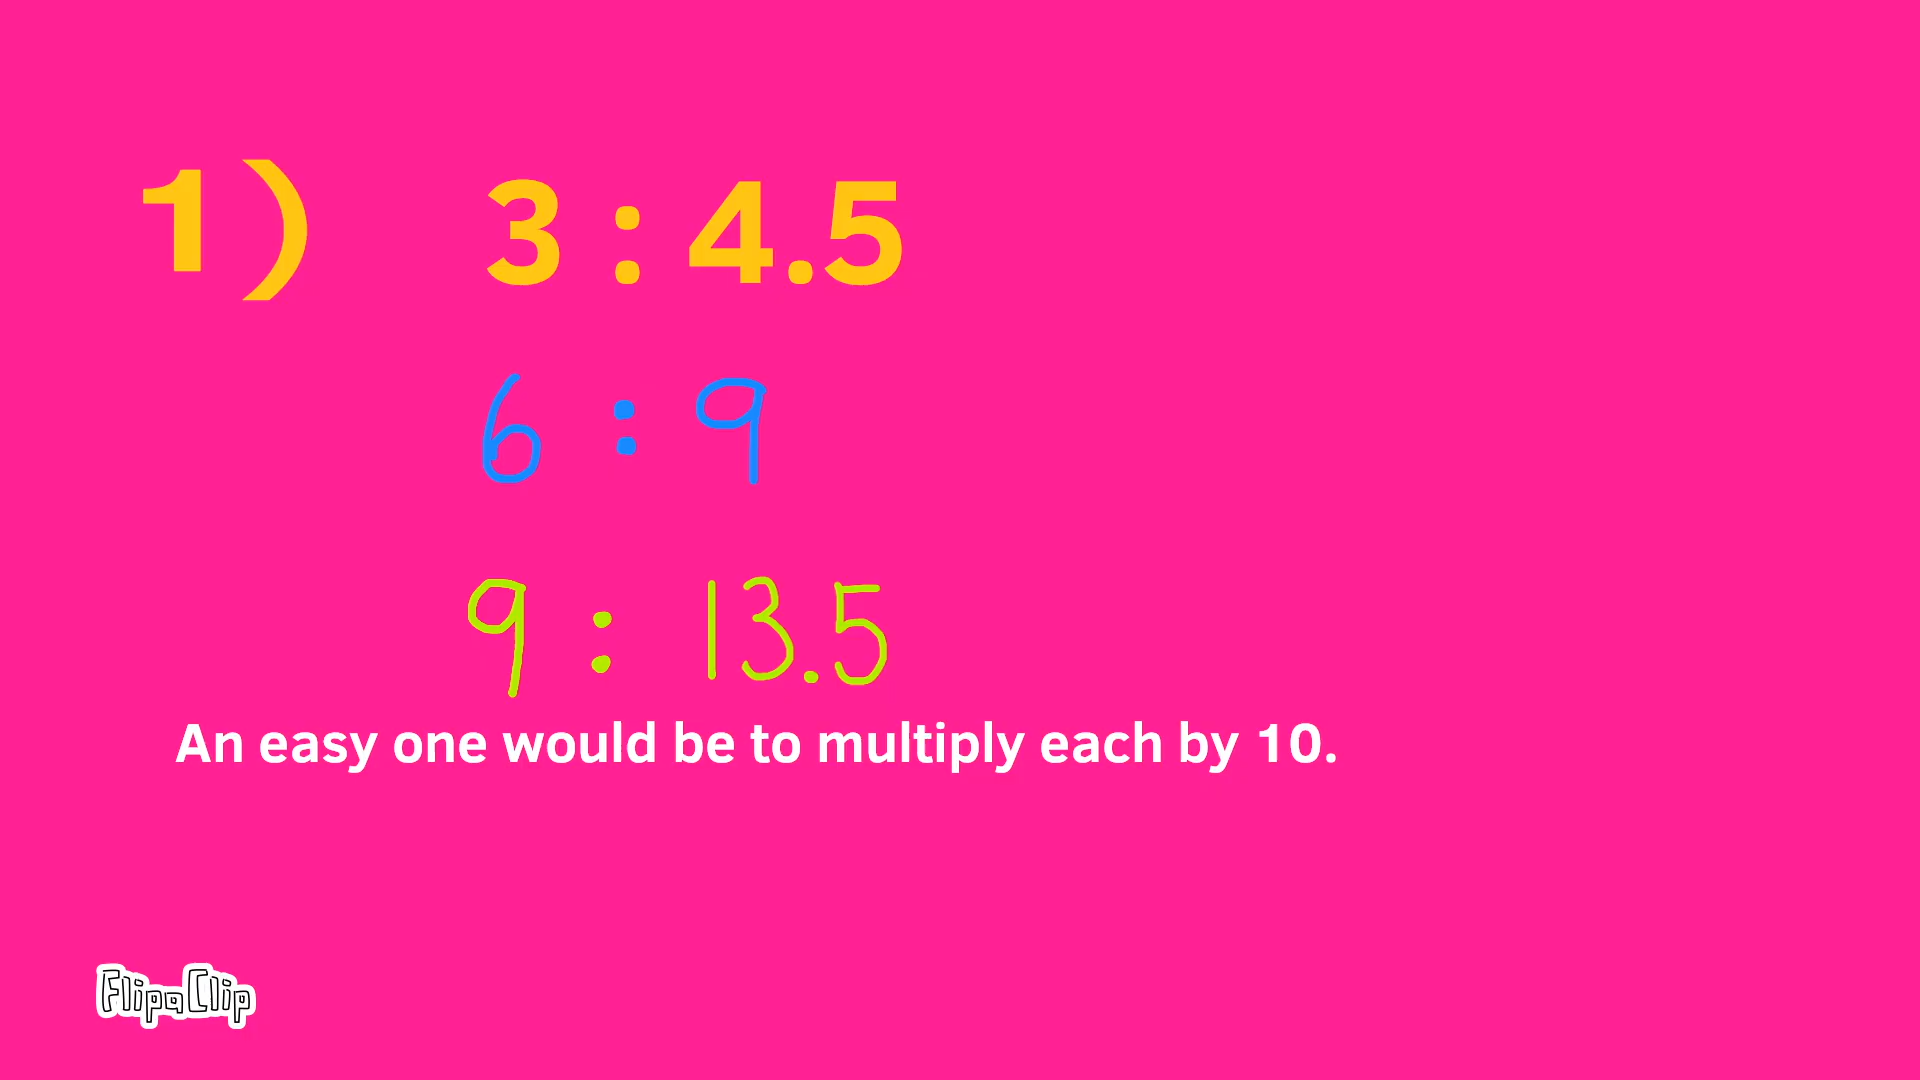 1) 3 : 4.5
6 : 9
9 : 13.5
An easy one would be to multiply each by 10.
FlipaClip